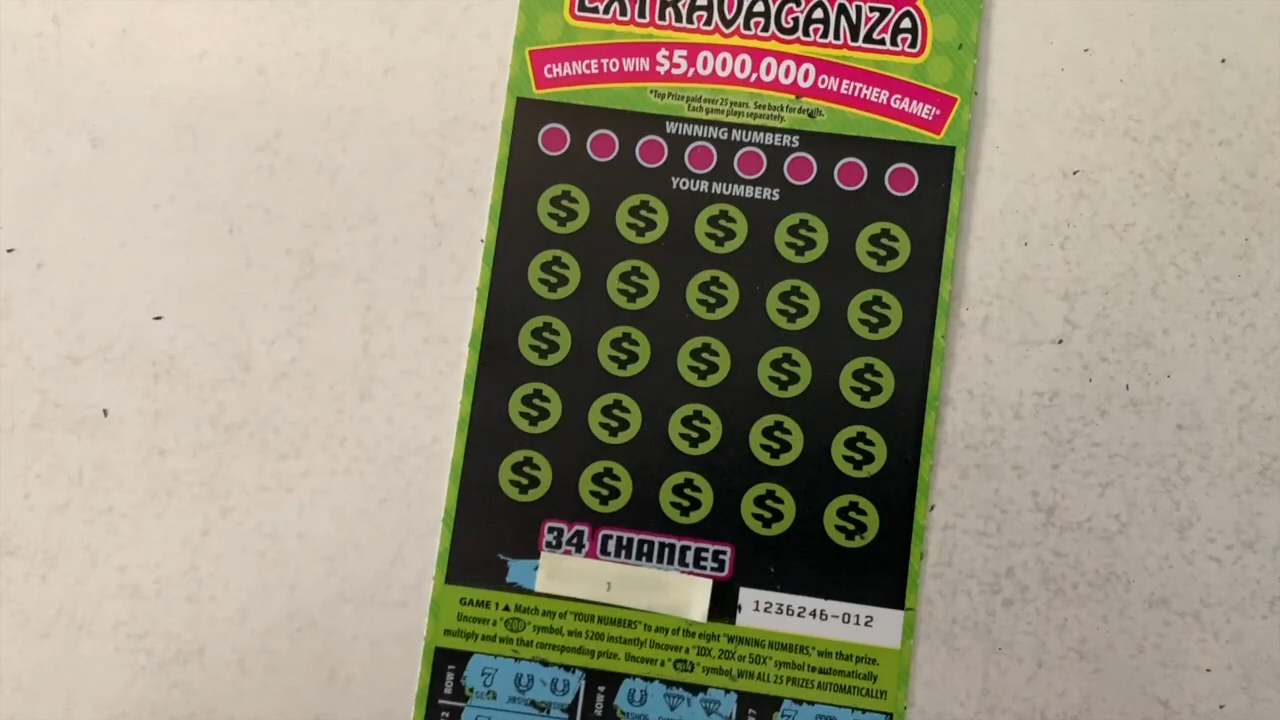 EXTRAVAGANZA
CHANCE TO WIN $5,000,000 ON EITHER GAME!*
*Top Prize paid over 25 years. See back for details.
Each game plays separately.
WINNING NUMBERS
YOUR NUMBERS
$ $ $ $ $
$ $ $ $ $
$ $ $ $ $
$ $ $ $ $
$ $ $ $ $
34 CHANCES
1236246-012
GAME 1 ▲ Match any of "YOUR NUMBERS" to any of the eight "WINNING NUMBERS," win that prize.
Uncover a "200" symbol, win $200 instantly! Uncover a "10X, 20X or 50X" symbol to automatically
multiply and win that corresponding prize. Uncover a " " symbol, WIN ALL 25 PRIZES AUTOMATICALLY!
ROW 1
7
ROW 4
7